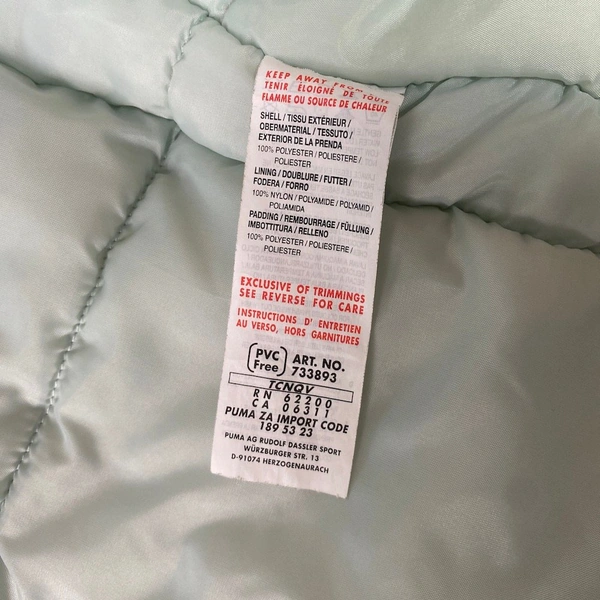 KEEP AWAY FROM
TENIR ÉLOIGNÉ DE TOUTE
FLAMME OU SOURCE DE CHALEUR
SHELL / TISSU EXTÉRIEUR /
OBERMATERIAL / TESSUTO /
EXTERIOR DE LA PRENDA
100% POLYESTER / POLIESTERE /
POLIESTER
LINING / DOUBLURE / FUTTER /
FODERA / FORRO
100% NYLON / POLYAMIDE / POLYAMID /
POLIAMIDA
PADDING / REMBOURRAGE / FÜLLUNG /
IMBOTTITURA / RELLENO
100% POLYESTER / POLIESTERE /
POLIESTER
EXCLUSIVE OF TRIMMINGS
SEE REVERSE FOR CARE
INSTRUCTIONS D' ENTRETIEN
AU VERSO, HORS GARNITURES
PVC Free ART. NO.
733893
TCNQV
RN 62200
CA 06311
PUMA ZA IMPORT CODE
189 53 23
PUMA AG RUDOLF DASSLER SPORT
WÜRZBURGER STR. 13
D-91074 HERZOGENAURACH